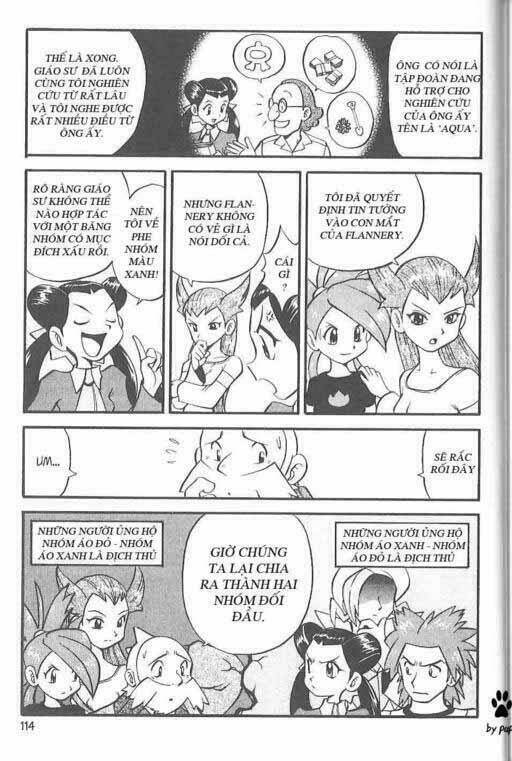 ÔNG CÓ NÓI LÀ
TẬP ĐOÀN ĐANG
HỖ TRỢ CHO
NGHIÊN CỨU
CỦA ÔNG ẤY
TÊN LÀ 'AQUA'.
THẾ LÀ XONG.
GIÁO SƯ ĐÃ LUÔN
CÙNG TÔI NGHIÊN
CỨU TỪ RẤT LÂU
VÀ TÔI NGHE ĐƯỢC
RẤT NHIỀU ĐIỀU TỪ
ÔNG ẤY.
TÔI ĐÃ QUYẾT
ĐỊNH TIN TƯỞNG
VÀO CON MẮT
CỦA FLANNERY.
CÁI
GÌ
?
NHƯNG FLAN-
NERY KHÔNG
CÓ VẺ GÌ LÀ
NÓI DỐI CẢ.
NÊN
TÔI VỀ
PHE
NHÓM
MÀU
XANH!
RÕ RÀNG GIÁO
SƯ KHÔNG THỂ
NÀO HỢP TÁC
VỚI MỘT BĂNG
NHÓM CÓ MỤC
ĐÍCH XẤU RỒI.
SẼ RẮC
RỐI ĐÂY
UM...
NHỮNG NGƯỜI ỦNG HỘ
NHÓM ÁO XANH - NHÓM
ÁO ĐỎ LÀ ĐỊCH THỦ
GIỜ CHÚNG
TA LẠI CHIA
RA THÀNH HAI
NHÓM ĐỐI
ĐẦU.
NHỮNG NGƯỜI ỦNG HỘ
NHÓM ÁO ĐỎ - NHÓM
ÁO XANH LÀ ĐỊCH THỦ
114